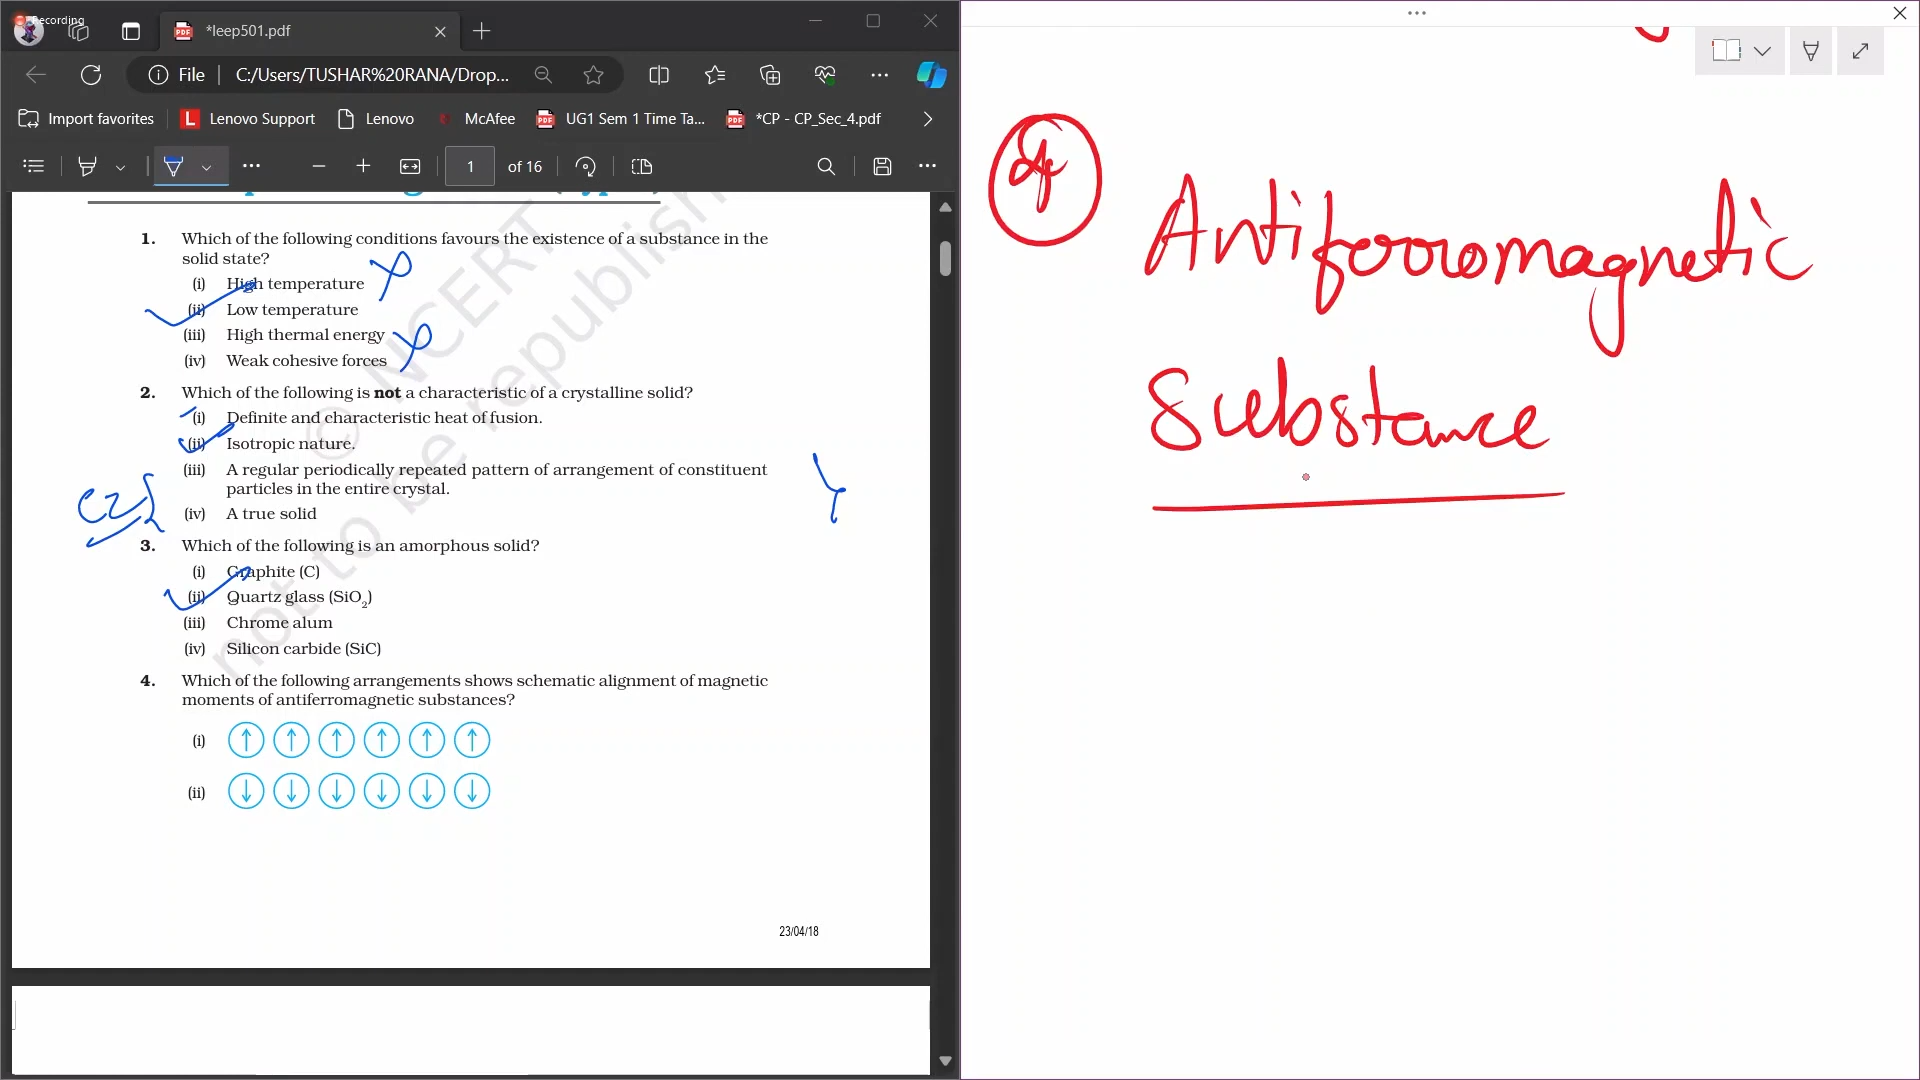 Recording
*leep501.pdf
File
C:/Users/TUSHAR%20RANA/Drop...
Import favorites
Lenovo Support
Lenovo
McAfee
UG1 Sem 1 Time Ta...
*CP - CP_Sec_4.pdf
1 of 16
1. Which of the following conditions favours the existence of a substance in the
solid state?
(i) High temperature
(ii) Low temperature
(iii) High thermal energy
(iv) Weak cohesive forces
2. Which of the following is not a characteristic of a crystalline solid?
(i) Definite and characteristic heat of fusion.
(ii) Isotropic nature.
(iii) A regular periodically repeated pattern of arrangement of constituent
particles in the entire crystal.
(iv) A true solid
3. Which of the following is an amorphous solid?
(i) Graphite (C)
(ii) Quartz glass (SiO₂)
(iii) Chrome alum
(iv) Silicon carbide (SiC)
4. Which of the following arrangements shows schematic alignment of magnetic
moments of antiferromagnetic substances?
(i) ↑ ↑ ↑ ↑ ↑ ↑
(ii) ↓ ↓ ↓ ↓ ↓ ↓
23/04/18
© NCERT
not to be republish
Antiferromagnetic
Substance